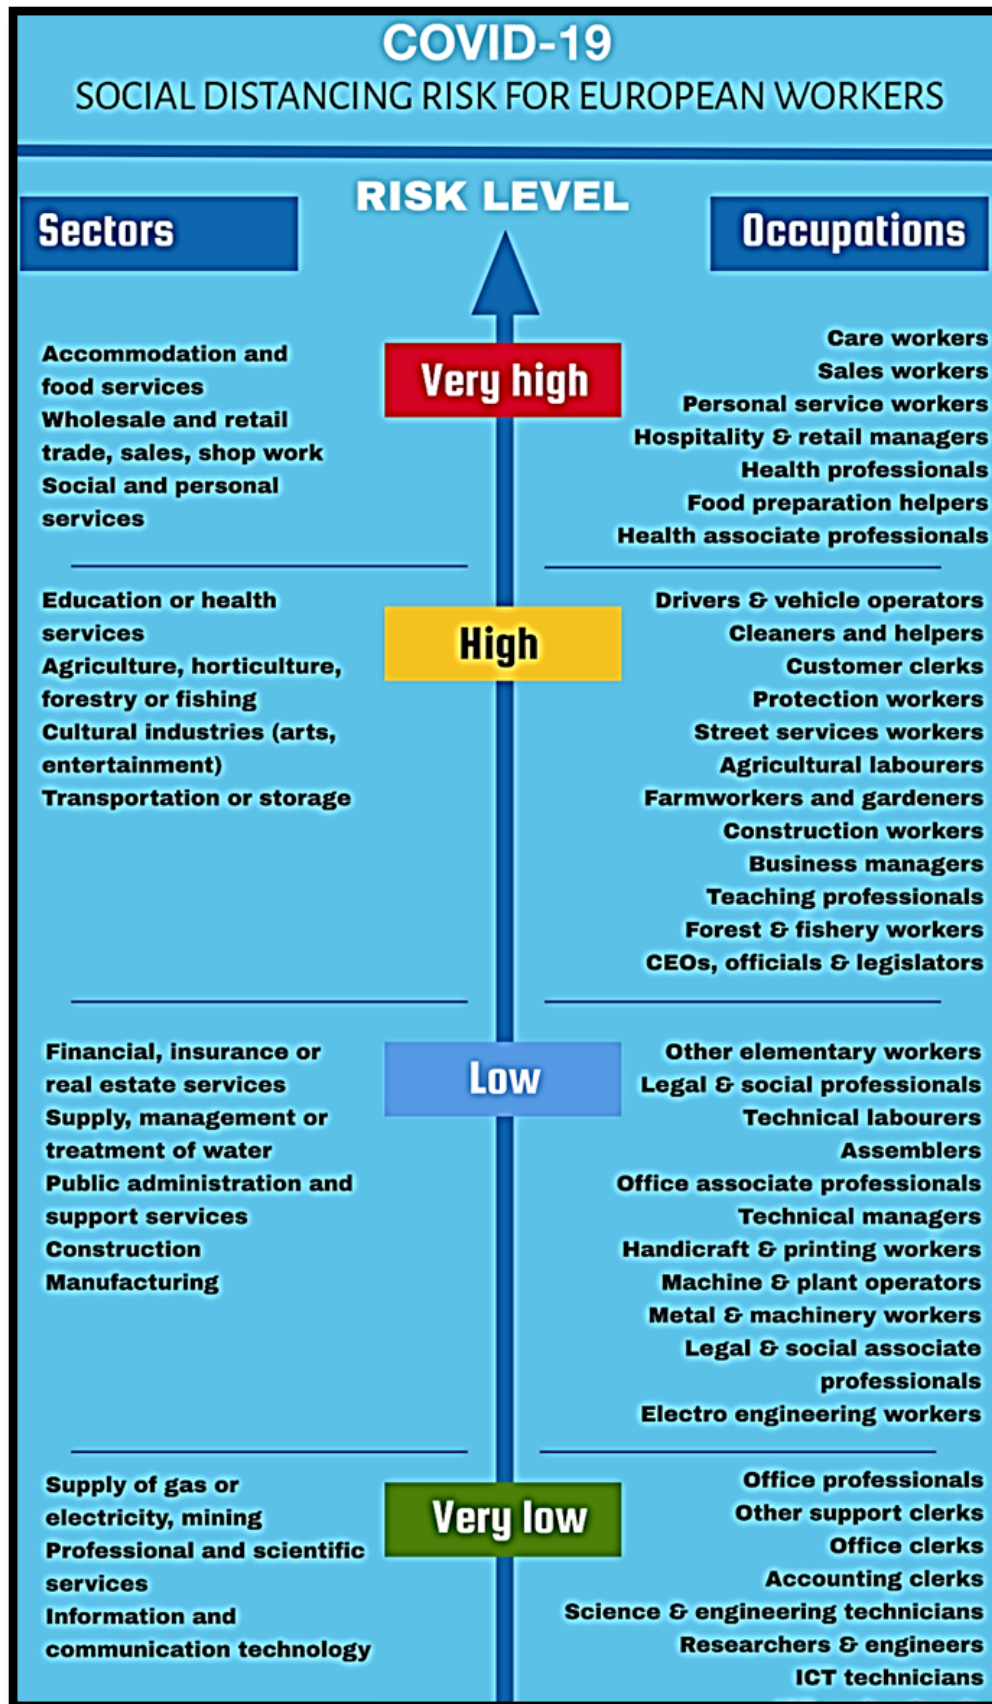 COVID-19
SOCIAL DISTANCING RISK FOR EUROPEAN WORKERS
RISK LEVEL
Sectors
Occupations
Very high
Accommodation and
food services
Wholesale and retail
trade, sales, shop work
Social and personal
services
Care workers
Sales workers
Personal service workers
Hospitality & retail managers
Health professionals
Food preparation helpers
Health associate professionals
High
Education or health
services
Agriculture, horticulture,
forestry or fishing
Cultural industries (arts,
entertainment)
Transportation or storage
Drivers & vehicle operators
Cleaners and helpers
Customer clerks
Protection workers
Street services workers
Agricultural labourers
Farmworkers and gardeners
Construction workers
Business managers
Teaching professionals
Forest & fishery workers
CEOs, officials & legislators
Low
Financial, insurance or
real estate services
Supply, management or
treatment of water
Public administration and
support services
Construction
Manufacturing
Other elementary workers
Legal & social professionals
Technical labourers
Assemblers
Office associate professionals
Technical managers
Handicraft & printing workers
Machine & plant operators
Metal & machinery workers
Legal & social associate
professionals
Electro engineering workers
Very low
Supply of gas or
electricity, mining
Professional and scientific
services
Information and
communication technology
Office professionals
Other support clerks
Office clerks
Accounting clerks
Science & engineering technicians
Researchers & engineers
ICT technicians